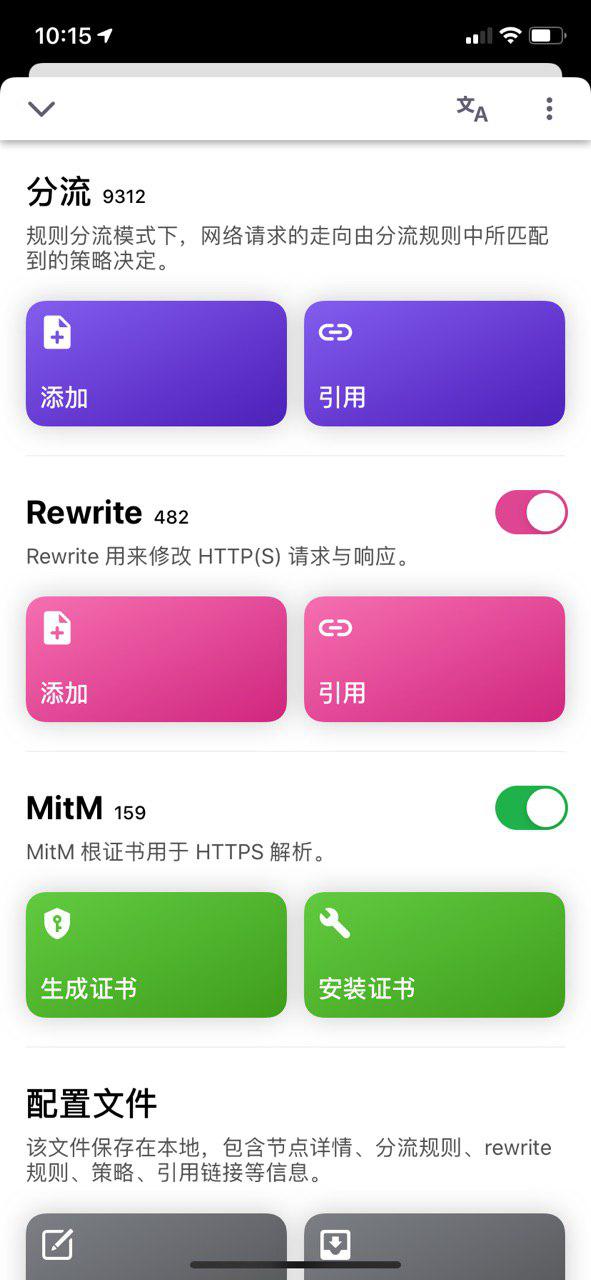 10:15
文A
分流 9312
规则分流模式下，网络请求的走向由分流规则中所匹配
到的策略决定。
添加
引用
Rewrite 482
Rewrite 用来修改 HTTP(S) 请求与响应。
添加
引用
MitM 159
MitM 根证书用于 HTTPS 解析。
生成证书
安装证书
配置文件
该文件保存在本地，包含节点详情、分流规则、rewrite
规则、策略、引用链接等信息。